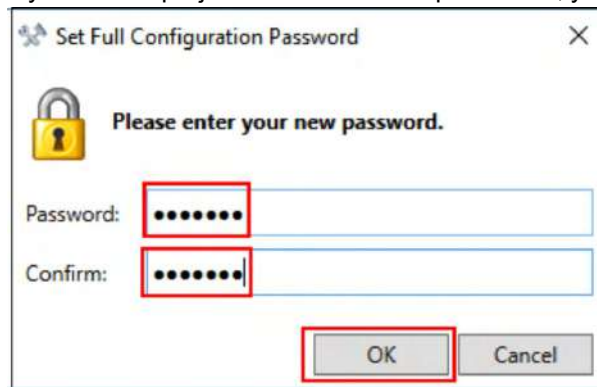 Set Full Configuration Password
Please enter your new password.
Password: •••••••
Confirm: •••••••
OK Cancel